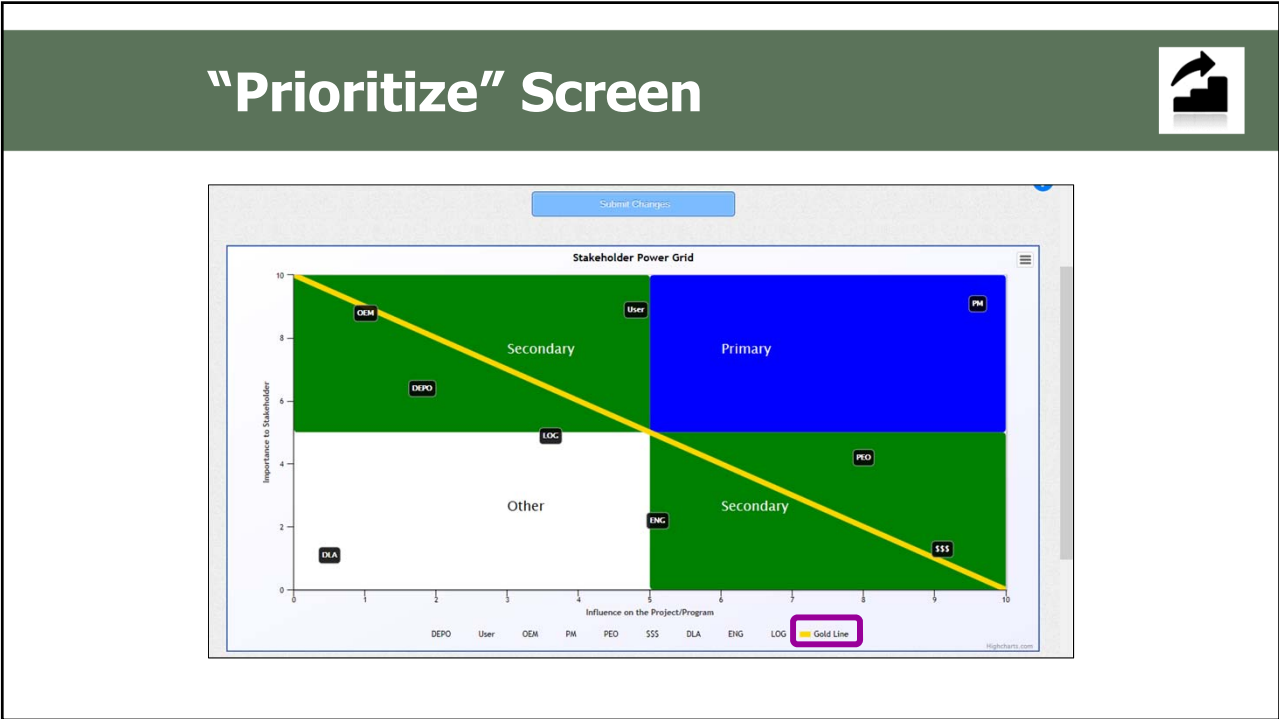 “Prioritize” Screen
Submit Changes
Stakeholder Power Grid
10
8
6
4
2
0
Importance to Stakeholder
OEM
User
PM
Secondary
Primary
DEPO
LOG
PEO
Other
Secondary
ENG
$$$
DLA
0 1 2 3 4 5 6 7 8 9 10
Influence on the Project/Program
DEPO User OEM PM PEO $$$ DLA ENG LOG Gold Line
Highcharts.com